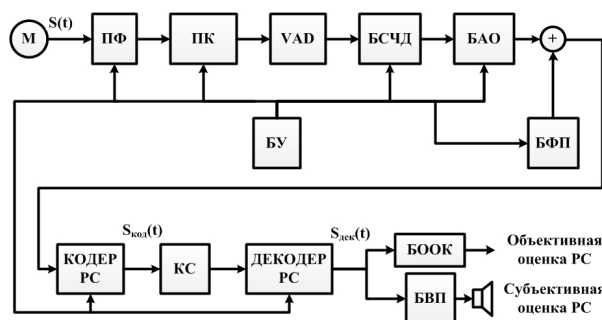 М
S(t)
ПФ
ПК
VAD
БСЧД
БАО
+
БУ
БФП
Sкод(t)
Sдек(t)
КОДЕР
РС
КС
ДЕКОДЕР
РС
БООК
Объективная
оценка РС
БВП
Субъективная
оценка РС